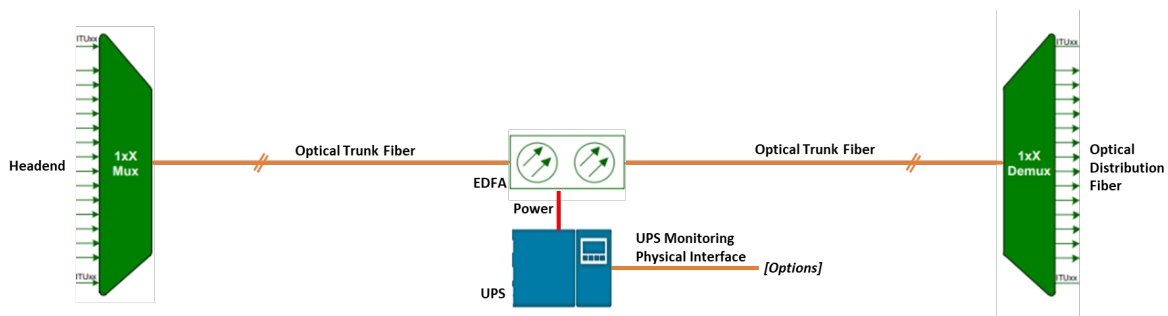 ITUxx
1xX
Mux
ITUxx
Headend
Optical Trunk Fiber
EDFA
Power
UPS
UPS Monitoring
Physical Interface
[Options]
Optical Trunk Fiber
ITUxx
1xX
Demux
ITUxx
Optical
Distribution
Fiber